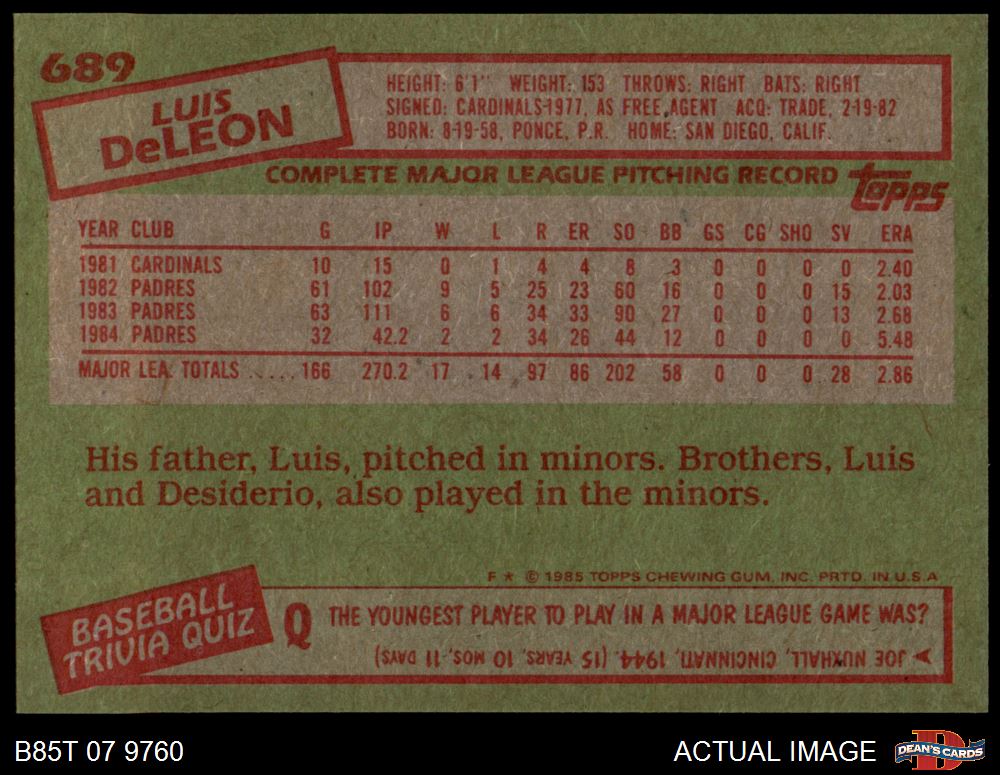 689
LUIS
DeLEON
HEIGHT: 6'1" WEIGHT: 153 THROWS: RIGHT BATS: RIGHT
SIGNED: CARDINALS-1977, AS FREE AGENT ACQ: TRADE, 2-19-82
BORN: 8-19-58, PONCE, P.R. HOME: SAN DIEGO, CALIF.
COMPLETE MAJOR LEAGUE PITCHING RECORD
topps
YEAR CLUB G IP W L R ER SO BB GS CG SHO SV ERA
1981 CARDINALS 10 15 0 1 4 4 8 3 0 0 0 0 2.40
1982 PADRES 61 102 9 5 25 23 60 16 0 0 0 15 2.03
1983 PADRES 63 111 6 6 34 33 90 27 0 0 0 13 2.68
1984 PADRES 32 42.2 2 2 34 26 44 12 0 0 0 0 5.48
MAJOR LEA. TOTALS ..... 166 270.2 17 14 97 86 202 58 0 0 0 28 2.86
His father, Luis, pitched in minors. Brothers, Luis
and Desiderio, also played in the minors.
F ★ © 1985 TOPPS CHEWING GUM, INC. PRTD. IN U.S.A
BASEBALL
TRIVIA QUIZ
Q THE YOUNGEST PLAYER TO PLAY IN A MAJOR LEAGUE GAME WAS?
JOE NUXHALL, CINCINNATI, 1944. (15 YEARS, 10 MOS.-11 DAYS)
B85T 07 9760
ACTUAL IMAGE
D
DEAN'S CARDS